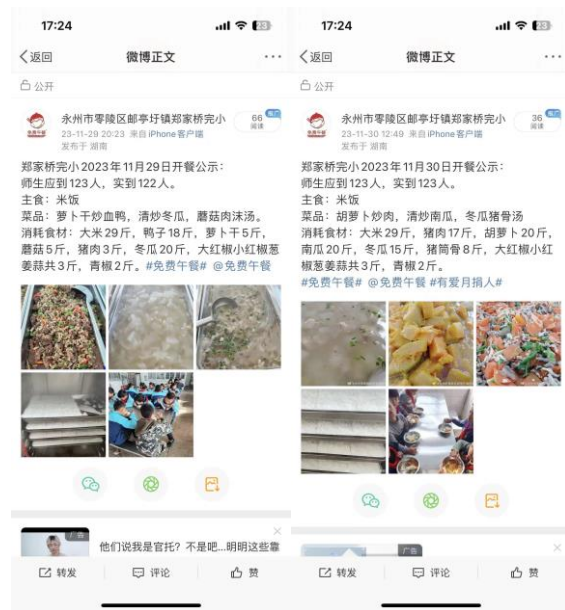 17:24
返回
微博正文
公开
永州市零陵区邮亭圩镇郑家桥完小
66
阅读
23-11-29 20:23 来自 iPhone客户端
发布于 湖南
郑家桥完小2023年11月29日开餐公示:
师生应到123人，实到122人。
主食：米饭
菜品：萝卜干炒血鸭，清炒冬瓜，蘑菇肉沫汤。
消耗食材：大米29斤，鸭子18斤，萝卜干5斤，
蘑菇5斤，猪肉3斤，冬瓜20斤，大红椒小红椒葱
姜蒜共3斤，青椒2斤。#免费午餐# @免费午餐
广告
他们说我是官托？不是吧...明明这些靠
转发
评论
赞
17:24
返回
微博正文
公开
永州市零陵区邮亭圩镇郑家桥完小
36
阅读
23-11-30 12:49 来自 iPhone客户端
发布于 湖南
郑家桥完小2023年11月30日开餐公示:
师生应到123人，实到123人。
主食：米饭
菜品：胡萝卜炒肉，清炒南瓜，冬瓜猪骨汤
消耗食材：大米29斤，猪肉17斤，胡萝卜20斤，
南瓜20斤，冬瓜15斤，猪筒骨8斤，大红椒小红
椒葱姜蒜共3斤，青椒2斤。
#免费午餐# @免费午餐 #有爱月捐人#
广告
转发
评论
赞